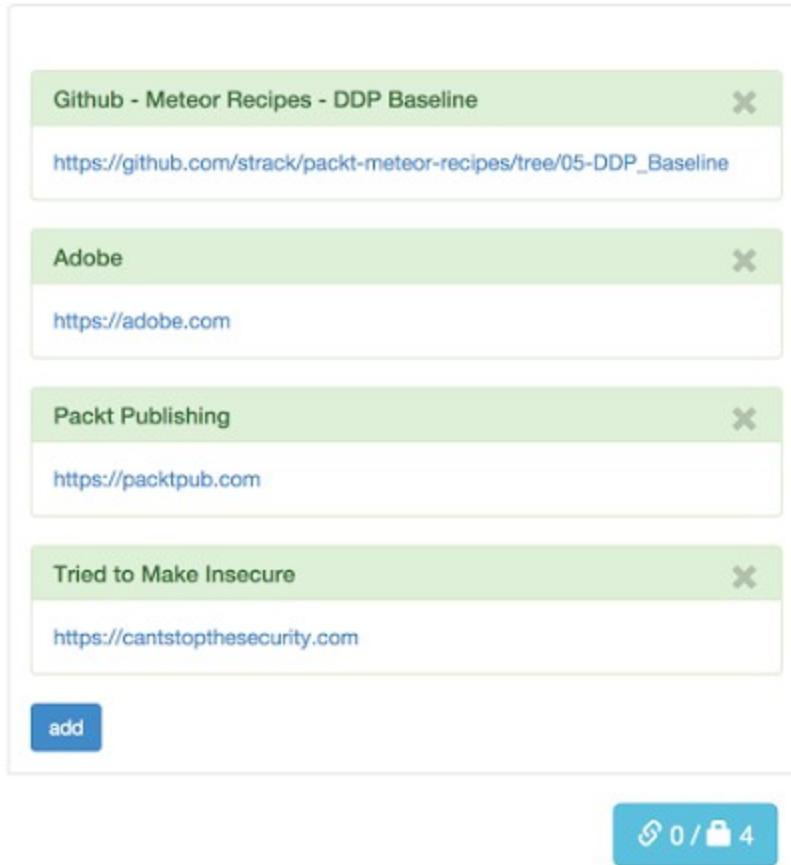 Github - Meteor Recipes - DDP Baseline
https://github.com/strack/packt-meteor-recipes/tree/05-DDP_Baseline
Adobe
https://adobe.com
Packt Publishing
https://packtpub.com
Tried to Make Insecure
https://cantstopthesecurity.com
add
0 / 4